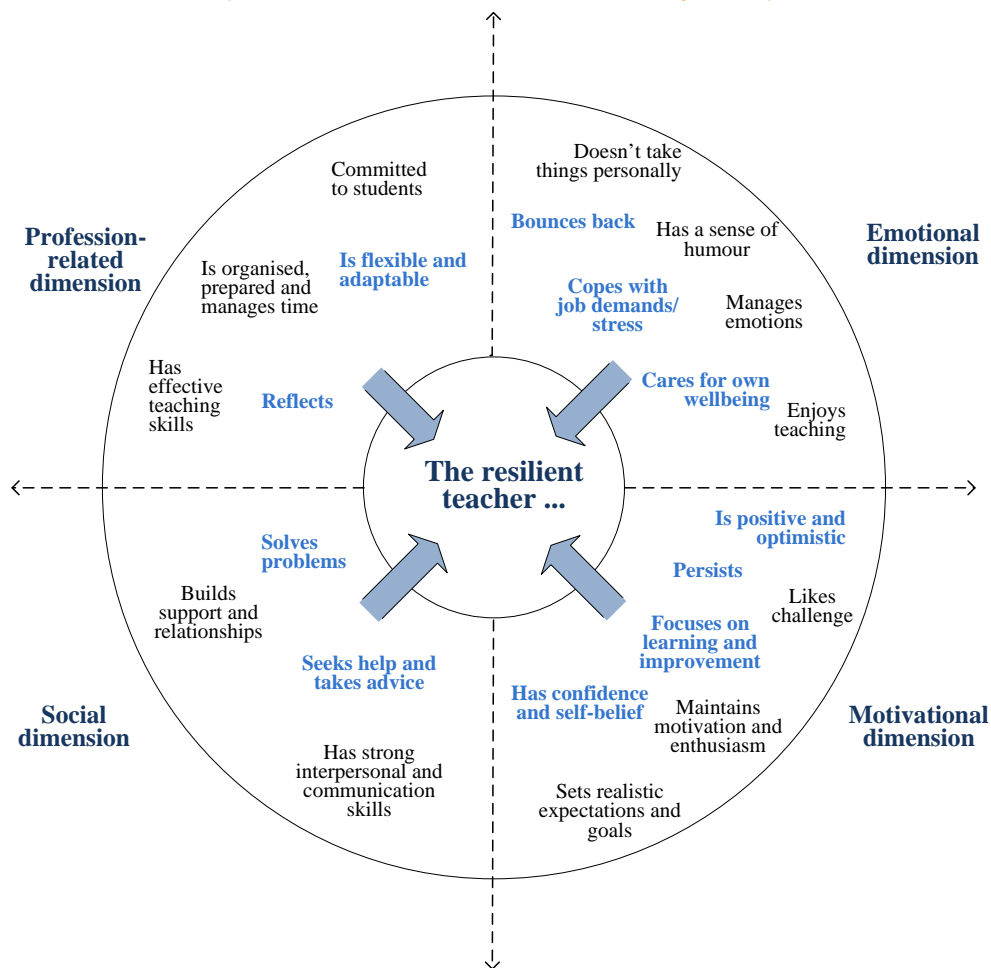 Committed
to students
Doesn't take
things personally
Bounces back
Has a sense of
humour
Profession-
related
dimension
Emotional
dimension
Is organised,
prepared and
manages time
Is flexible and
adaptable
Copes with
job demands/
stress
Manages
emotions
Has
effective
teaching
skills
Reflects
Cares for own
wellbeing
Enjoys
teaching
The resilient
teacher ...
Solves
problems
Is positive and
optimistic
Persists
Builds
support and
relationships
Likes
challenge
Seeks help and
takes advice
Focuses on
learning and
improvement
Has confidence
and self-belief
Maintains
motivation and
enthusiasm
Social
dimension
Motivational
dimension
Has strong
interpersonal and
communication
skills
Sets realistic
expectations and
goals